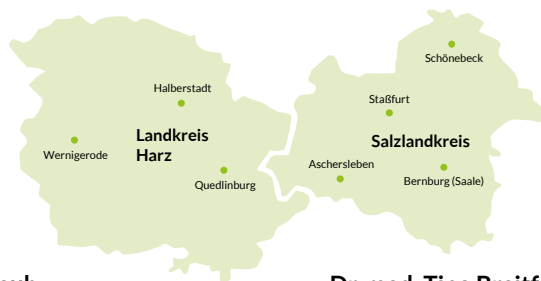 Schönebeck
Halberstadt
Staßfurt
Landkreis
Harz
Salzlandkreis
Wernigerode
Aschersleben
Quedlinburg
Bernburg (Saale)